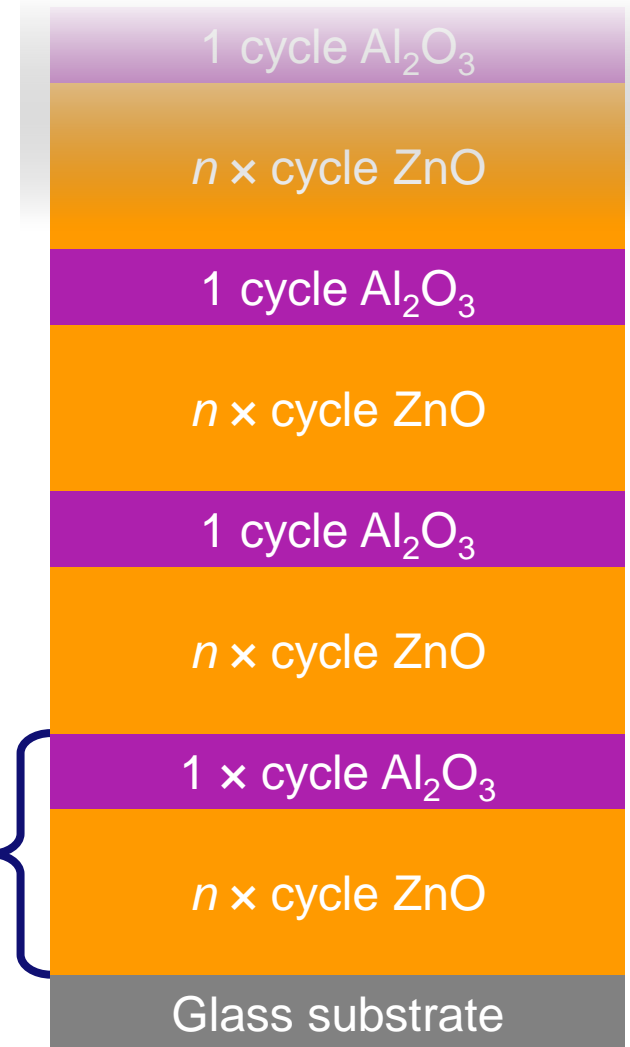 1 cycle Al₂O₃
n × cycle ZnO
1 cycle Al₂O₃
n × cycle ZnO
1 cycle Al₂O₃
n × cycle ZnO
1 × cycle Al₂O₃
n × cycle ZnO
Glass substrate